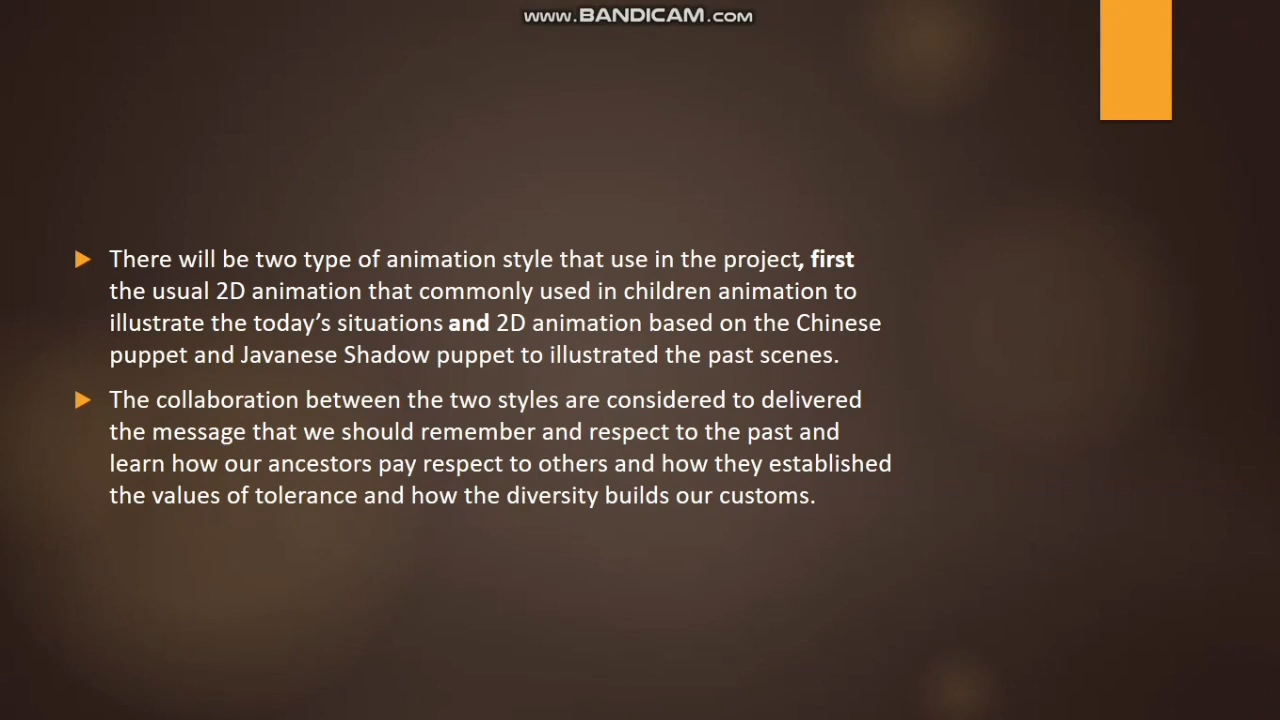 www.BANDICAM.com
There will be two type of animation style that use in the project, first
the usual 2D animation that commonly used in children animation to
illustrate the today’s situations and 2D animation based on the Chinese
puppet and Javanese Shadow puppet to illustrated the past scenes.
The collaboration between the two styles are considered to delivered
the message that we should remember and respect to the past and
learn how our ancestors pay respect to others and how they established
the values of tolerance and how the diversity builds our customs.